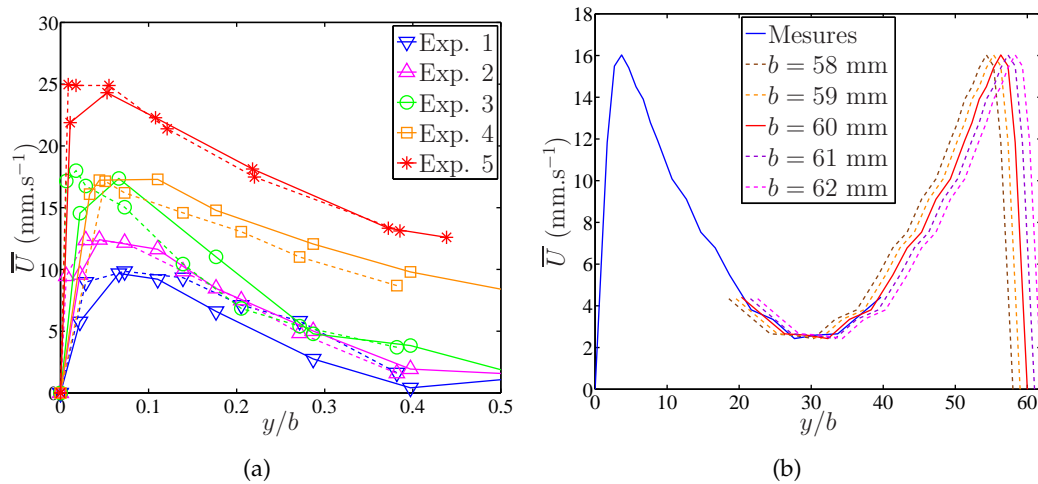 30
25
20
15
10
5
0
0
0.1
0.2
0.3
0.4
0.5
U̅ (mm.s⁻¹)
y/b
Exp. 1
Exp. 2
Exp. 3
Exp. 4
Exp. 5
(a)
18
16
14
12
10
8
6
4
2
0
0
10
20
30
40
50
60
U̅ (mm.s⁻¹)
y/b
Mesures
b = 58 mm
b = 59 mm
b = 60 mm
b = 61 mm
b = 62 mm
(b)